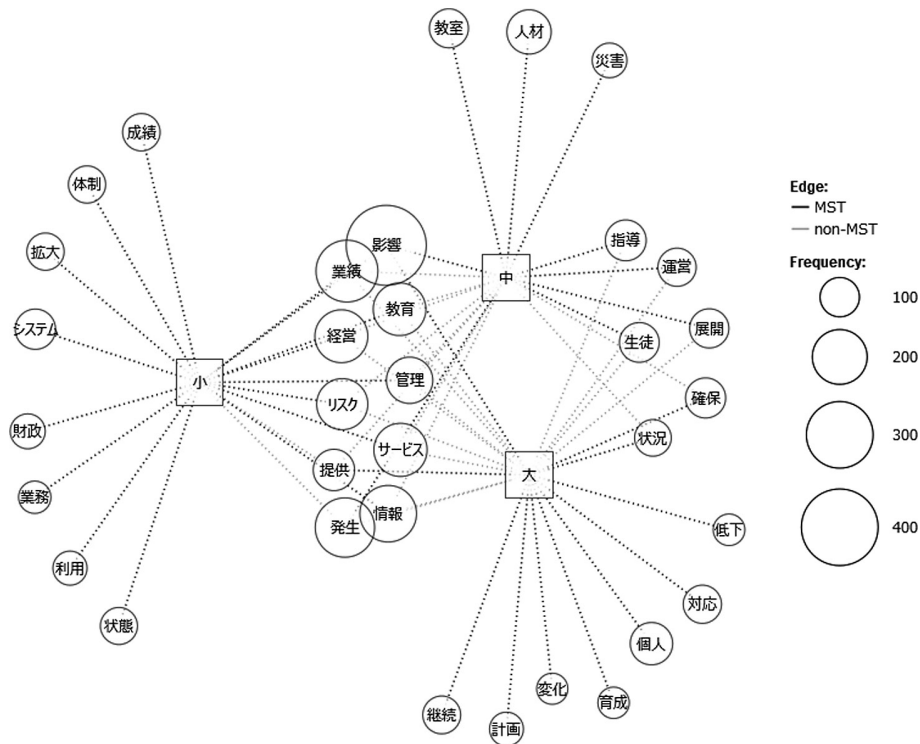 教室
人材
災害
成績
体制
拡大
システム
財政
業務
利用
状態
小
影響
業績
教育
経営
管理
リスク
サービス
提供
情報
発生
中
指導
運営
展開
生徒
確保
状況
大
低下
対応
個人
育成
変化
計画
継続
Edge:
MST
non-MST
Frequency:
100
200
300
400